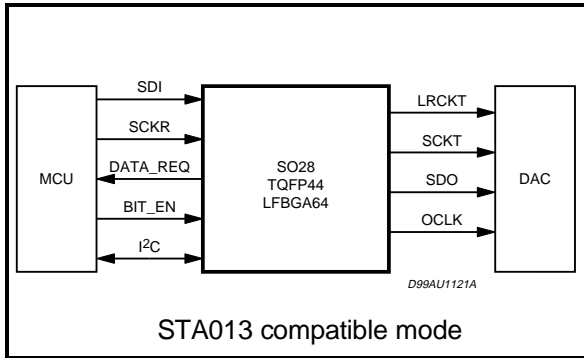 SDI
SCKR
DATA_REQ
BIT_EN
I²C
MCU
SO28
TQFP44
LFBGA64
LRCKT
SCKT
SDO
OCLK
DAC
D99AU1121A
STA013 compatible mode